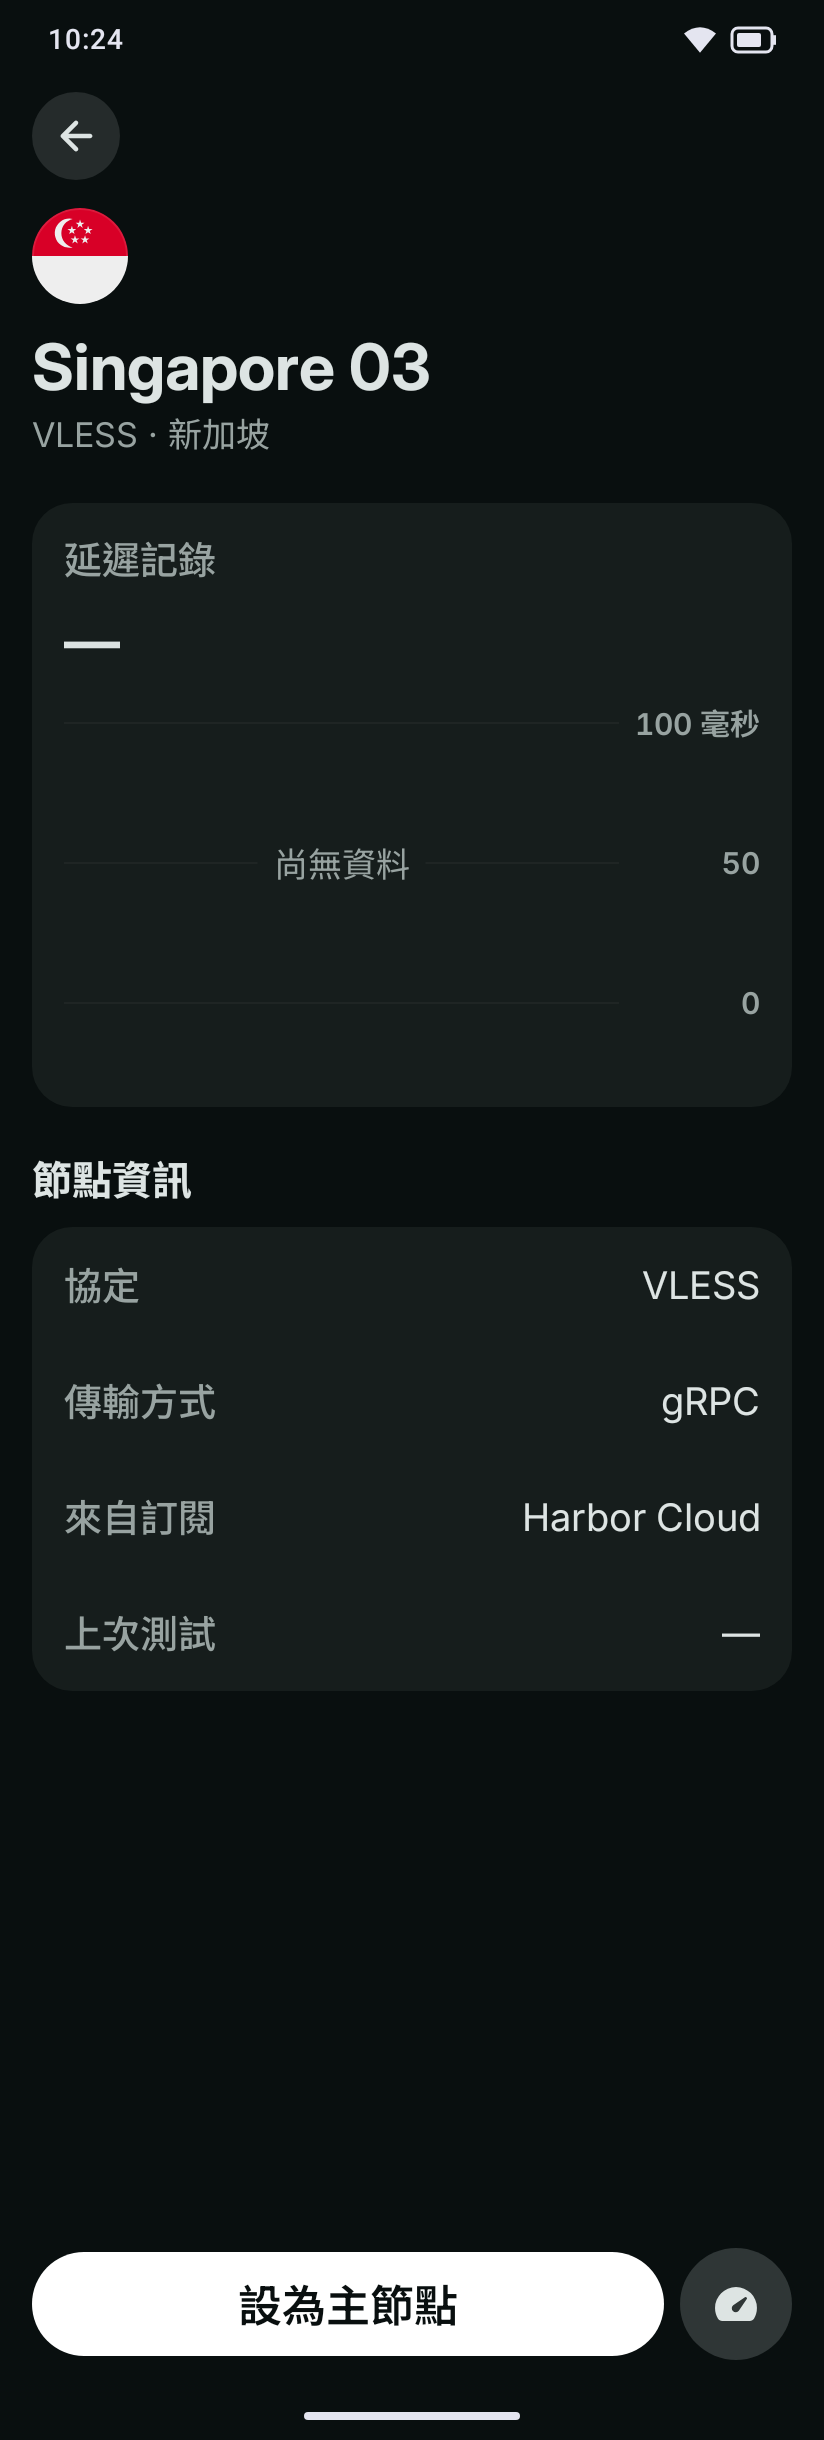 10:24
Singapore 03
VLESS · 新加坡
延遲記錄
—
100 毫秒
尚無資料
50
0
節點資訊
協定 VLESS
傳輸方式 gRPC
來自訂閱 Harbor Cloud
上次測試 —
設為主節點